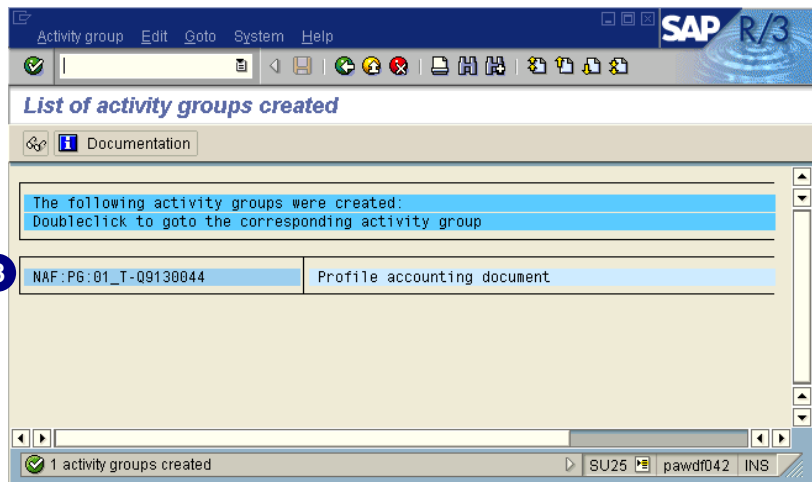 Activity group Edit Goto System Help
SAP R/3
List of activity groups created
Documentation
The following activity groups were created:
Doubleclick to goto the corresponding activity group
3
NAF:PG:01_T-Q9130044 Profile accounting document
1 activity groups created SU25 pawdf042 INS